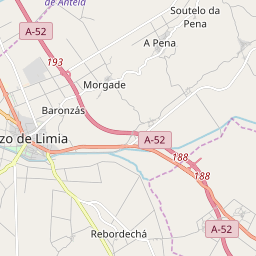 de Antela
Soutelo da
Pena
A-52
A Pena
193
Morgade
Baronzás
zo de Limia
A-52
188
188
A-52
Rebordechá